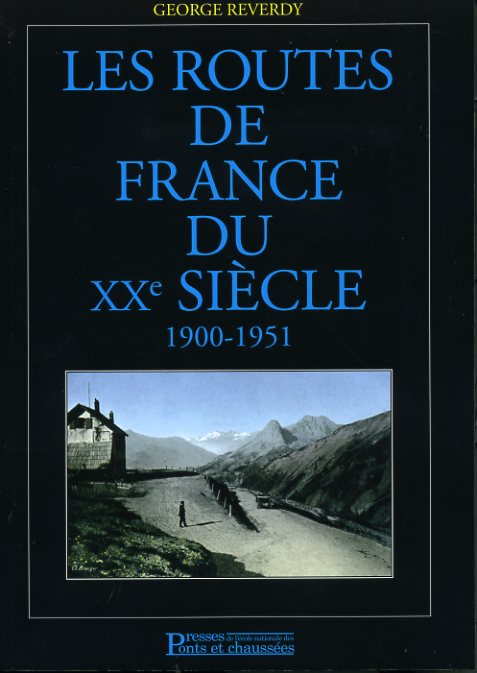 GEORGE REVERDY
LES ROUTES
DE
FRANCE
DU
XXe SIÈCLE
1900-1951
Presses de l'école nationale des
Ponts et chaussées